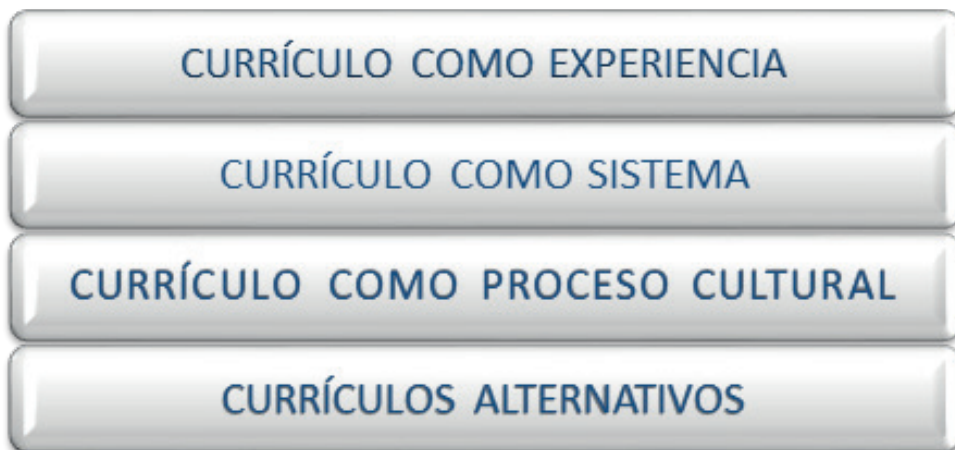 CURRÍCULO COMO EXPERIENCIA
CURRÍCULO COMO SISTEMA
CURRÍCULO COMO PROCESO CULTURAL
CURRÍCULOS ALTERNATIVOS